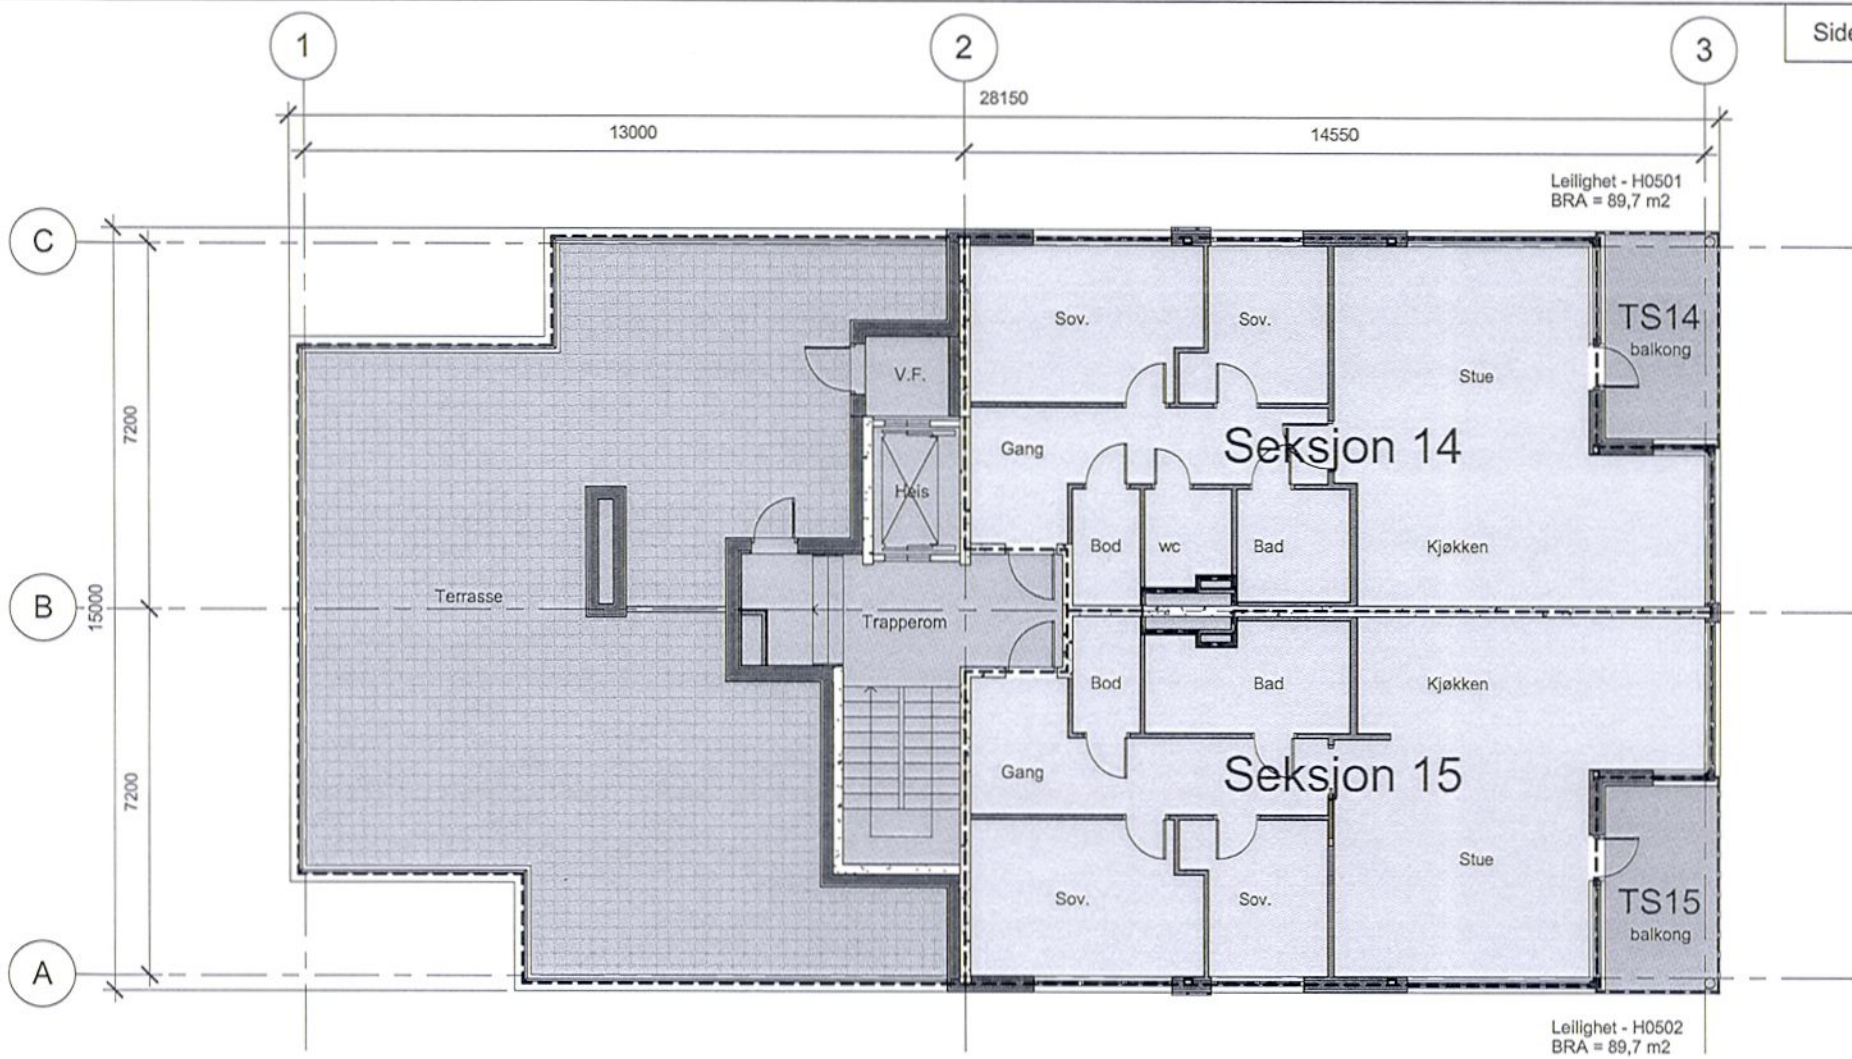 1
2
3
Side
28150
13000
14550
Leilighet - H0501
BRA = 89,7 m2
C
TS14
balkong
Sov.
Sov.
V.F.
Stue
7200
Gang
Seksjon 14
Heis
Bod
wc
Bad
Kjøkken
Terrasse
B
15000
Trapperom
Bod
Bad
Kjøkken
7200
Gang
Seksjon 15
Stue
Sov.
Sov.
TS15
balkong
A
Leilighet - H0502
BRA = 89,7 m2